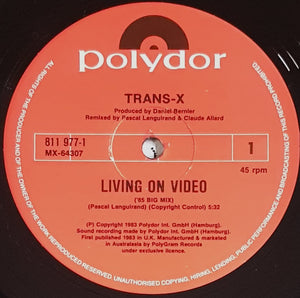 polydor
TRANS-X
Produced by Daniel Bernier
Remixed by Pascal Languirand & Claude Allard
811 977-1
MX-64307
1
45 rpm
LIVING ON VIDEO
('85 BIG MIX)
(Pascal Languirand) (Copyright Control) 5:32
(P) Copyright 1983 Polydor Int. GmbH (Hamburg).
Sound recording made by Polydor Int. GmbH (Hamburg).
First published 1983 in U.K. Manufactured & marketed
in Australasia by PolyGram Records
under exclusive licence.
ALL RIGHTS OF THE PRODUCER AND OF THE OWNER OF THE WORK REPRODUCED RESERVED. UNAUTHORISED COPYING, HIRING, LENDING, PUBLIC PERFORMANCE AND BROADCASTING OF THIS RECORD PROHIBITED.